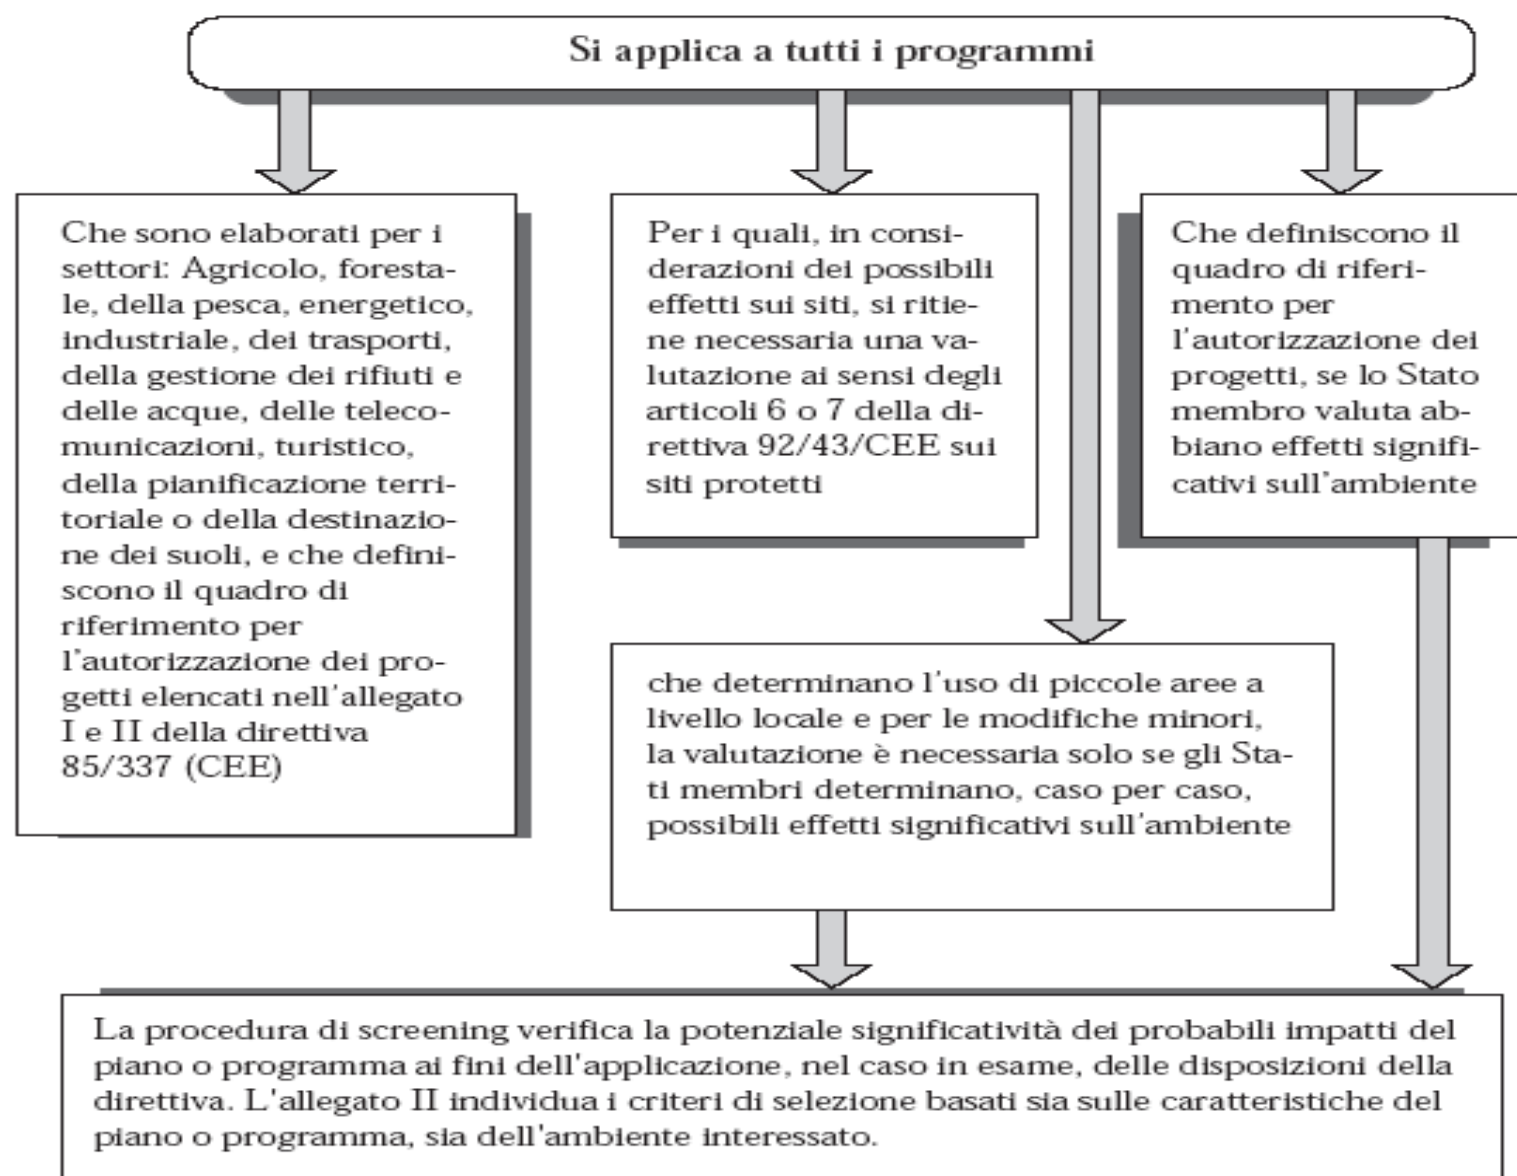 Si applica a tutti i programmi
Che sono elaborati per i
settori: Agricolo, foresta-
le, della pesca, energetico,
industriale, dei trasporti,
della gestione dei rifiuti e
delle acque, delle teleco-
municazioni, turistico,
della pianificazione terri-
toriale o della destinazio-
ne dei suoli, e che defini-
scono il quadro di
riferimento per
l'autorizzazione dei pro-
getti elencati nell'allegato
I e II della direttiva
85/337 (CEE)
Per i quali, in consi-
derazioni dei possibili
effetti sui siti, si ritie-
ne necessaria una va-
lutazione ai sensi degli
articoli 6 o 7 della di-
rettiva 92/43/CEE sui
siti protetti
Che definiscono il
quadro di riferi-
mento per
l'autorizzazione dei
progetti, se lo Stato
membro valuta ab-
biano effetti signifi-
cativi sull'ambiente
che determinano l'uso di piccole aree a
livello locale e per le modifiche minori,
la valutazione è necessaria solo se gli Sta-
ti membri determinano, caso per caso,
possibili effetti significativi sull'ambiente
La procedura di screening verifica la potenziale significatività dei probabili impatti del
piano o programma ai fini dell'applicazione, nel caso in esame, delle disposizioni della
direttiva. L'allegato II individua i criteri di selezione basati sia sulle caratteristiche del
piano o programma, sia dell'ambiente interessato.